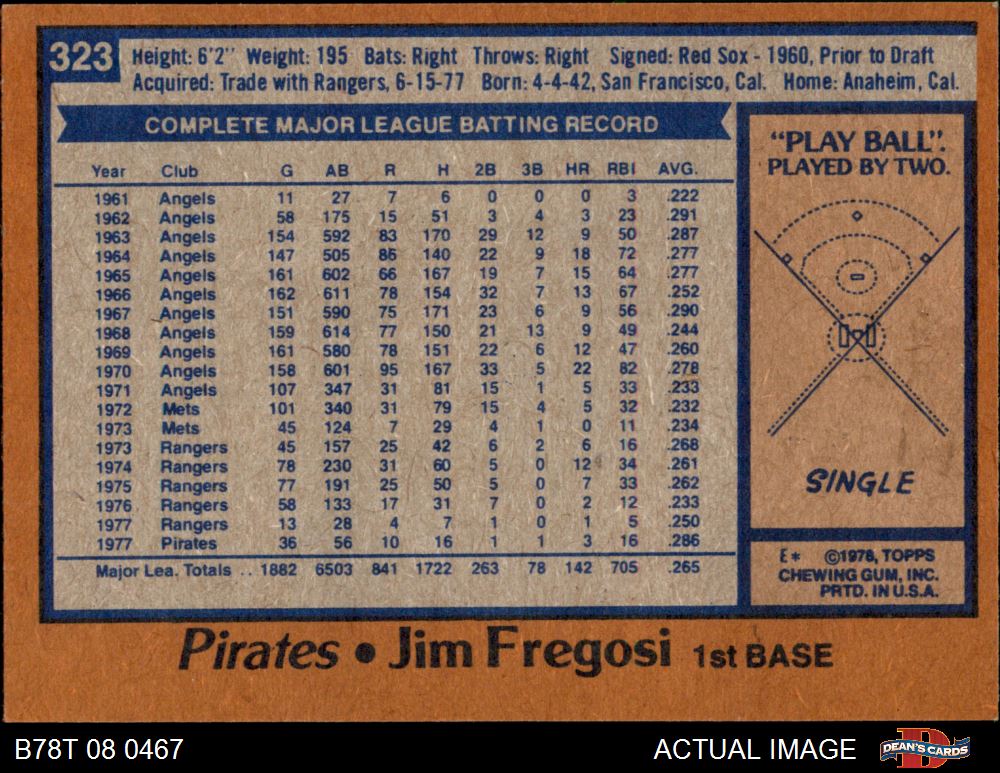 323
Height: 6'2" Weight: 195 Bats: Right Throws: Right Signed: Red Sox - 1960, Prior to Draft
Acquired: Trade with Rangers, 6-15-77 Born: 4-4-42, San Francisco, Cal. Home: Anaheim, Cal.
COMPLETE MAJOR LEAGUE BATTING RECORD
Year Club G AB R H 2B 3B HR RBI AVG.
1961 Angels 11 27 7 6 0 0 0 3 .222
1962 Angels 58 175 15 51 3 4 3 23 .291
1963 Angels 154 592 83 170 29 12 9 50 .287
1964 Angels 147 505 86 140 22 9 18 72 .277
1965 Angels 161 602 66 167 19 7 15 64 .277
1966 Angels 162 611 78 154 32 7 13 67 .252
1967 Angels 151 590 75 171 23 6 9 56 .290
1968 Angels 159 614 77 150 21 13 9 49 .244
1969 Angels 161 580 78 151 22 6 12 47 .260
1970 Angels 158 601 95 167 33 5 22 82 .278
1971 Angels 107 347 31 81 15 1 5 33 .233
1972 Mets 101 340 31 79 15 4 5 32 .232
1973 Mets 45 124 7 29 4 1 0 11 .234
1973 Rangers 45 157 25 42 6 2 6 16 .268
1974 Rangers 78 230 31 60 5 0 12 34 .261
1975 Rangers 77 191 25 50 5 0 7 33 .262
1976 Rangers 58 133 17 31 7 0 2 12 .233
1977 Rangers 13 28 4 7 1 0 1 5 .250
1977 Pirates 36 56 10 16 1 1 3 16 .286
Major Lea. Totals .. 1882 6503 841 1722 263 78 142 705 .265
"PLAY BALL".
PLAYED BY TWO.
SINGLE
E* ©1978, TOPPS
CHEWING GUM, INC.
PRTD. IN U.S.A.
Pirates • Jim Fregosi 1st BASE
B78T 08 0467 ACTUAL IMAGE DEAN'S CARDS